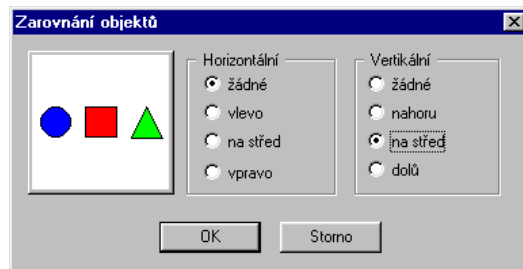 Zarovnání objektů
Horizontální
žádné
vlevo
na střed
vpravo
Vertikální
žádné
nahoru
na střed
dolů
OK
Storno